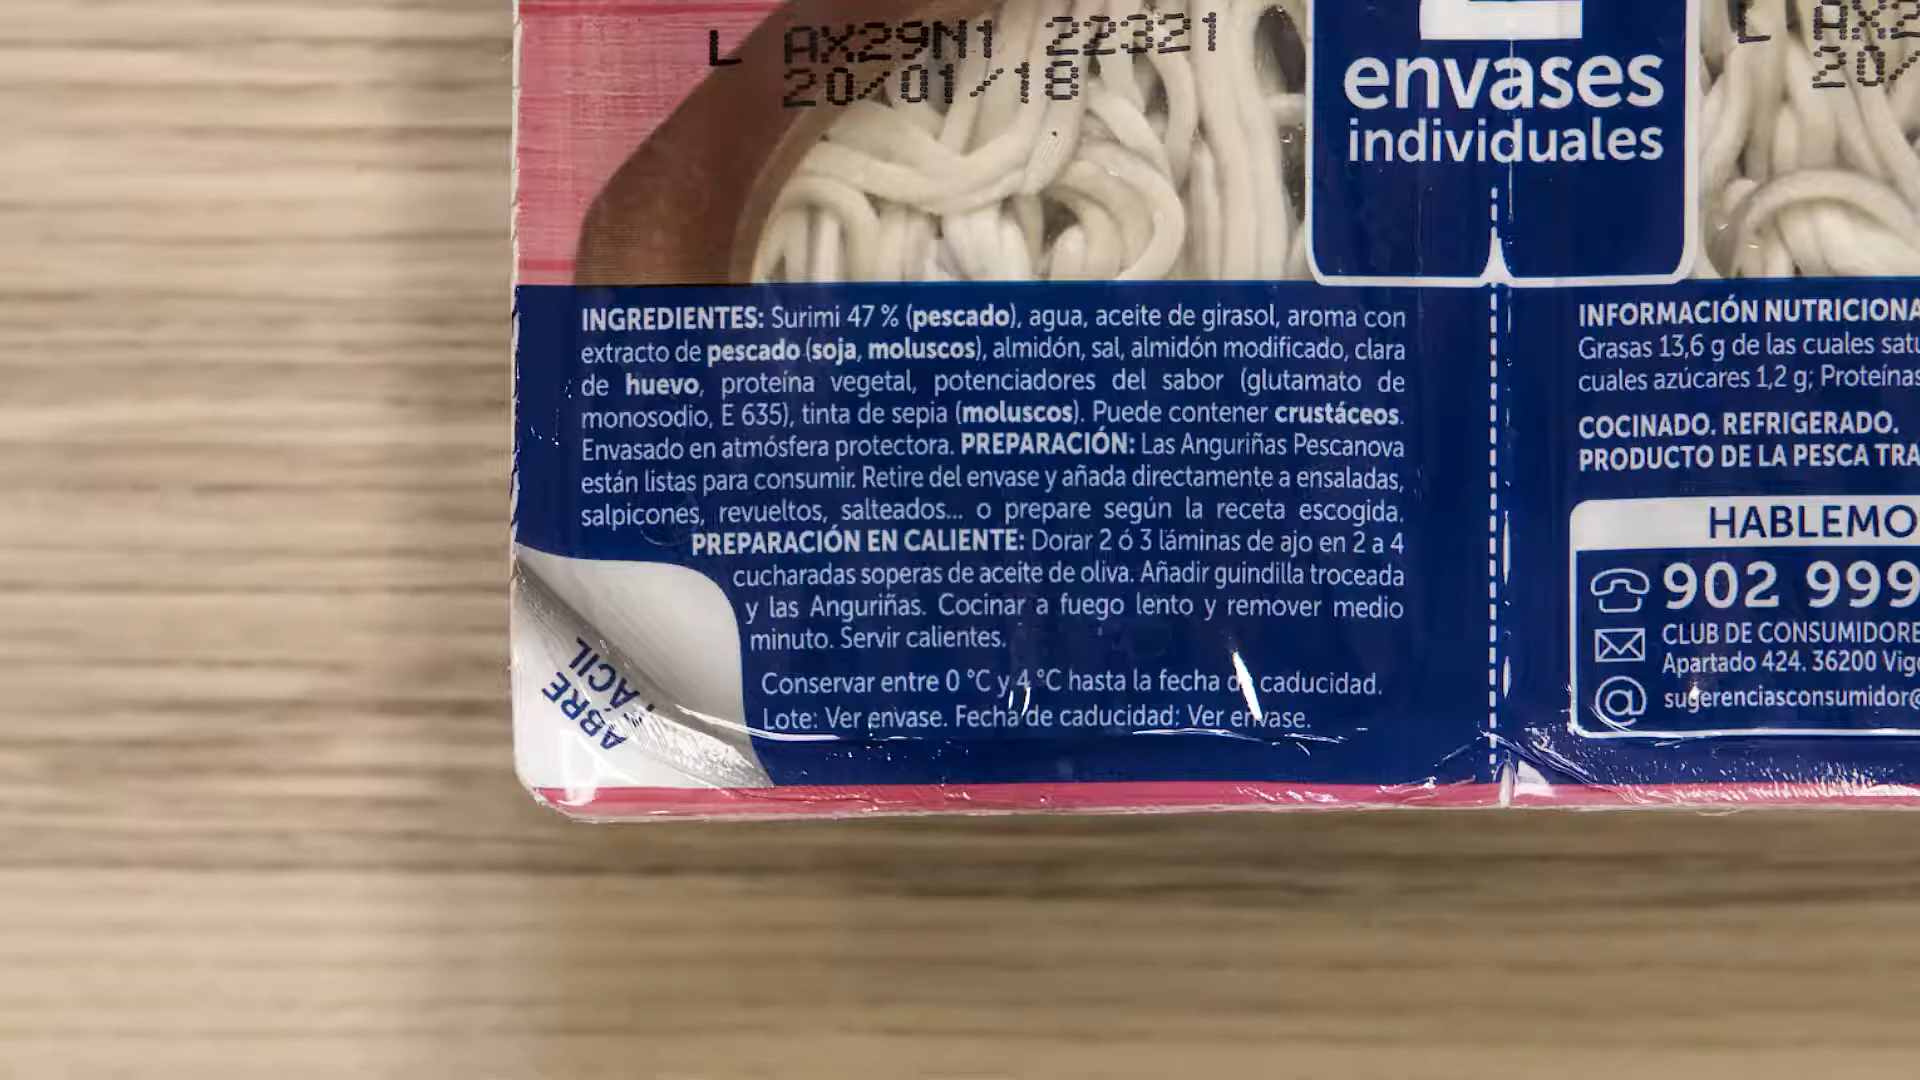 L AX29N1 22321
20/01/18
envases
individuales
INGREDIENTES: Surimi 47 % (pescado), agua, aceite de girasol, aroma con
extracto de pescado (soja, moluscos), almidón, sal, almidón modificado, clara
de huevo, proteína vegetal, potenciadores del sabor (glutamato de
monosodio, E 635), tinta de sepia (moluscos). Puede contener crustáceos.
Envasado en atmósfera protectora. PREPARACIÓN: Las Anguriñas Pescanova
están listas para consumir. Retire del envase y añada directamente a ensaladas,
salpicones, revueltos, salteados... o prepare según la receta escogida.
PREPARACIÓN EN CALIENTE: Dorar 2 ó 3 láminas de ajo en 2 a 4
cucharadas soperas de aceite de oliva. Añadir guindilla troceada
y las Anguriñas. Cocinar a fuego lento y remover medio
minuto. Servir calientes.
Conservar entre 0 °C y 4 °C hasta la fecha de caducidad.
Lote: Ver envase. Fecha de caducidad: Ver envase.
ABRE
FÁCIL
INFORMACIÓN NUTRICIONA
Grasas 13,6 g de las cuales satu
cuales azúcares 1,2 g; Proteínas
COCINADO. REFRIGERADO.
PRODUCTO DE LA PESCA TRA
HABLEMO
902 999
CLUB DE CONSUMIDORE
Apartado 424. 36200 Vigo
sugerenciasconsumidor@